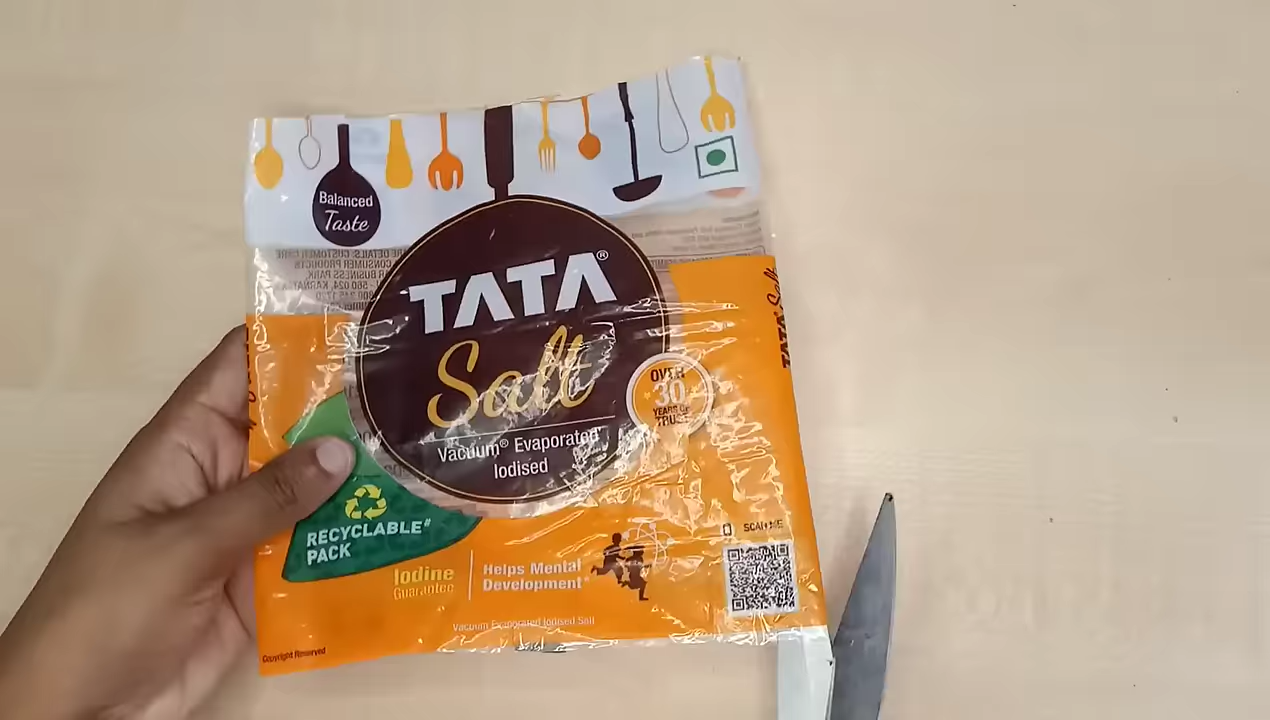 Balanced
Taste
TATA®
Salt
Vacuum® Evaporated
Iodised
OVER
30
YEARS OF
TRUST
TATA Salt
RECYCLABLE#
PACK
Iodine
Guarantee
Helps Mental
Development*
SCAN ME
Vacuum Evaporated Iodised Salt
Copyright Reserved